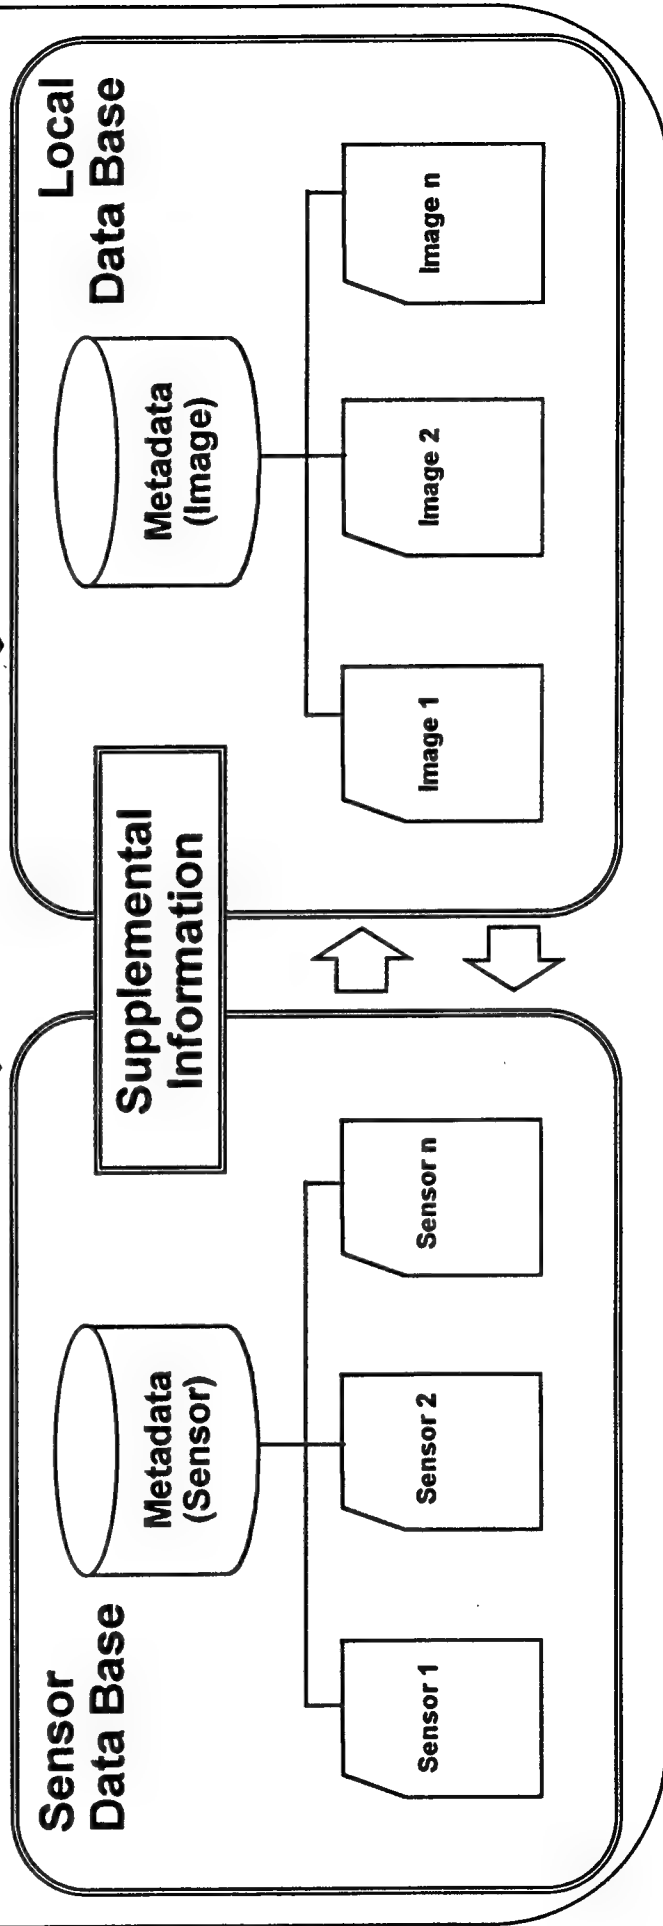 Sensor
Data Base
Metadata
(Sensor)
Sensor 1
Sensor 2
Sensor n
Supplemental
Information
Local
Data Base
Metadata
(Image)
Image 1
Image 2
Image n